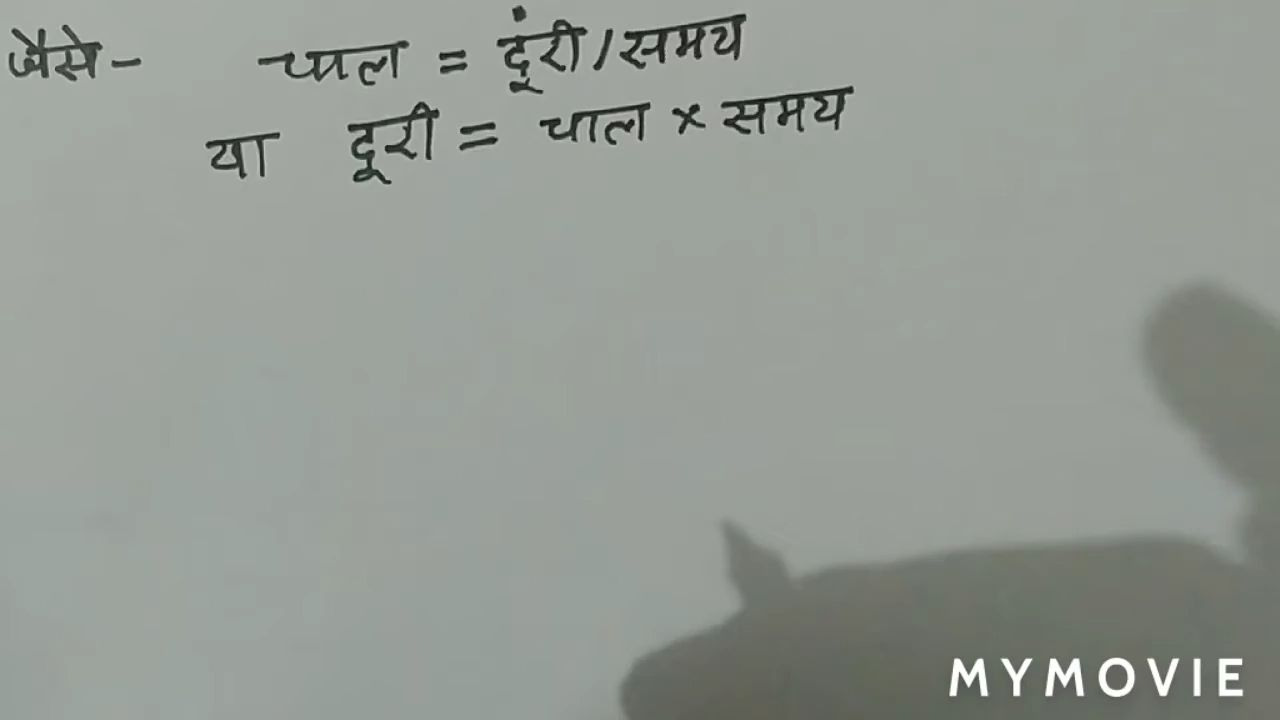 जैसे- चाल = दूंरी/समय
या दूरी = चाल × समय
MYMOVIE